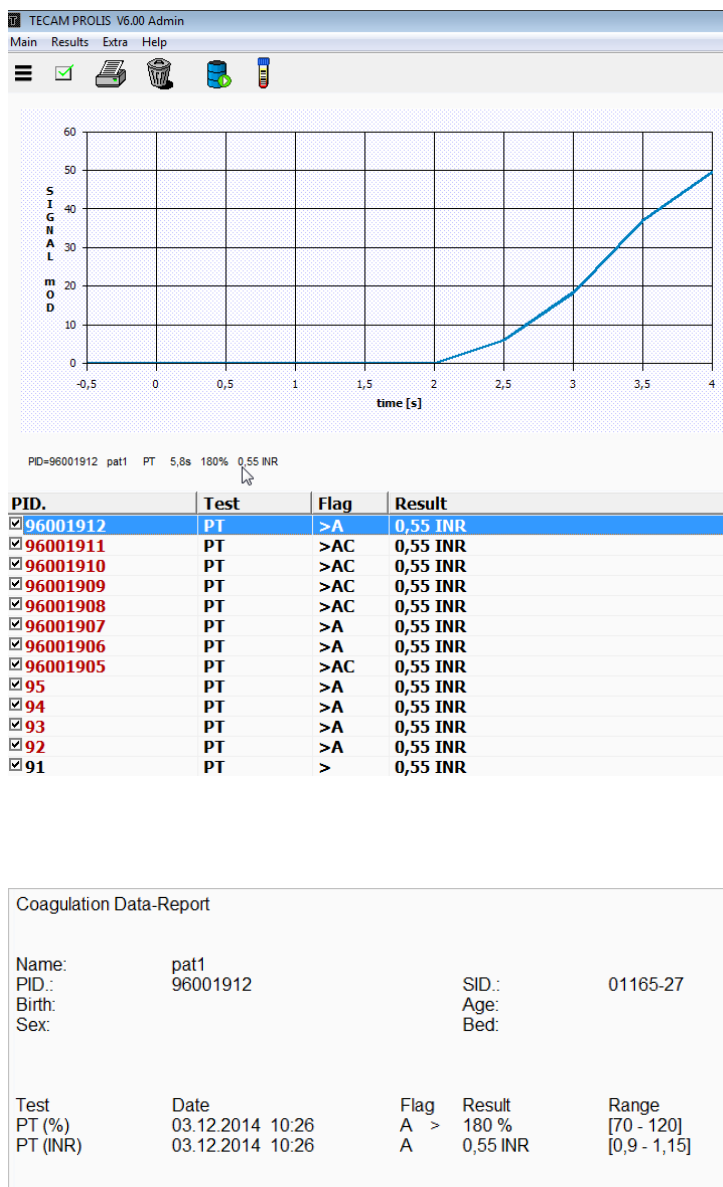 T TECAM PROLIS V6.00 Admin
Main Results Extra Help
60
50
40
30
20
10
0
SIGNAL mOD
-0,5 0 0,5 1 1,5 2 2,5 3 3,5 4
time [s]
PID=96001912 pat1 PT 5,8s 180% 0,55 INR
PID. Test Flag Result
96001912 PT >A 0,55 INR
96001911 PT >AC 0,55 INR
96001910 PT >AC 0,55 INR
96001909 PT >AC 0,55 INR
96001908 PT >AC 0,55 INR
96001907 PT >A 0,55 INR
96001906 PT >A 0,55 INR
96001905 PT >AC 0,55 INR
95 PT >A 0,55 INR
94 PT >A 0,55 INR
93 PT >A 0,55 INR
92 PT >A 0,55 INR
91 PT > 0,55 INR
Coagulation Data-Report
Name: pat1
PID.: 96001912 SID.: 01165-27
Birth: Age:
Sex: Bed:
Test Date Flag Result Range
PT (%) 03.12.2014 10:26 A > 180 % [70 - 120]
PT (INR) 03.12.2014 10:26 A 0,55 INR [0,9 - 1,15]